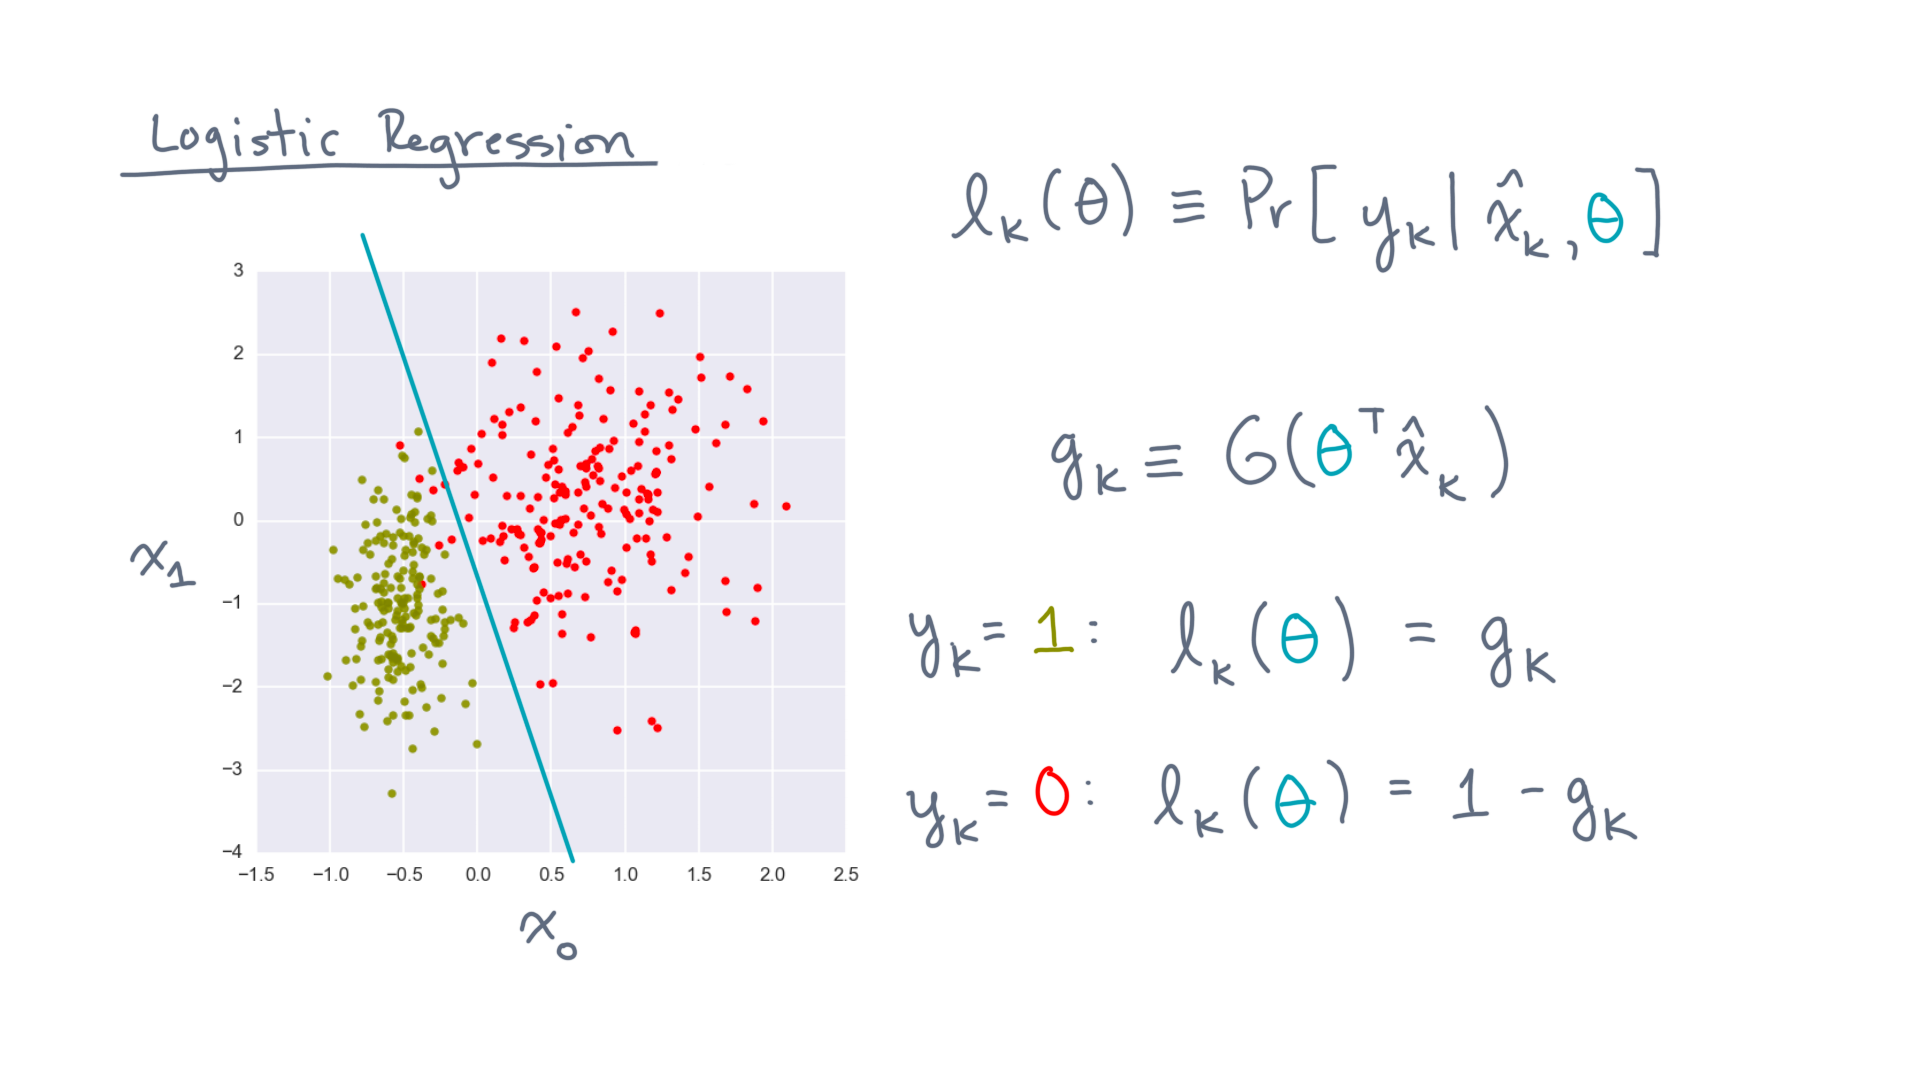 Logistic Regression
l_k(θ) ≡ Pr[ y_k | x̂_k, θ ]
g_k ≡ G(θ^T x̂_k)
y_k = 1: l_k(θ) = g_k
y_k = 0: l_k(θ) = 1 - g_k
3
2
1
0
−1
−2
−3
−4
−1.5 −1.0 −0.5 0.0 0.5 1.0 1.5 2.0 2.5
x_1
x_0